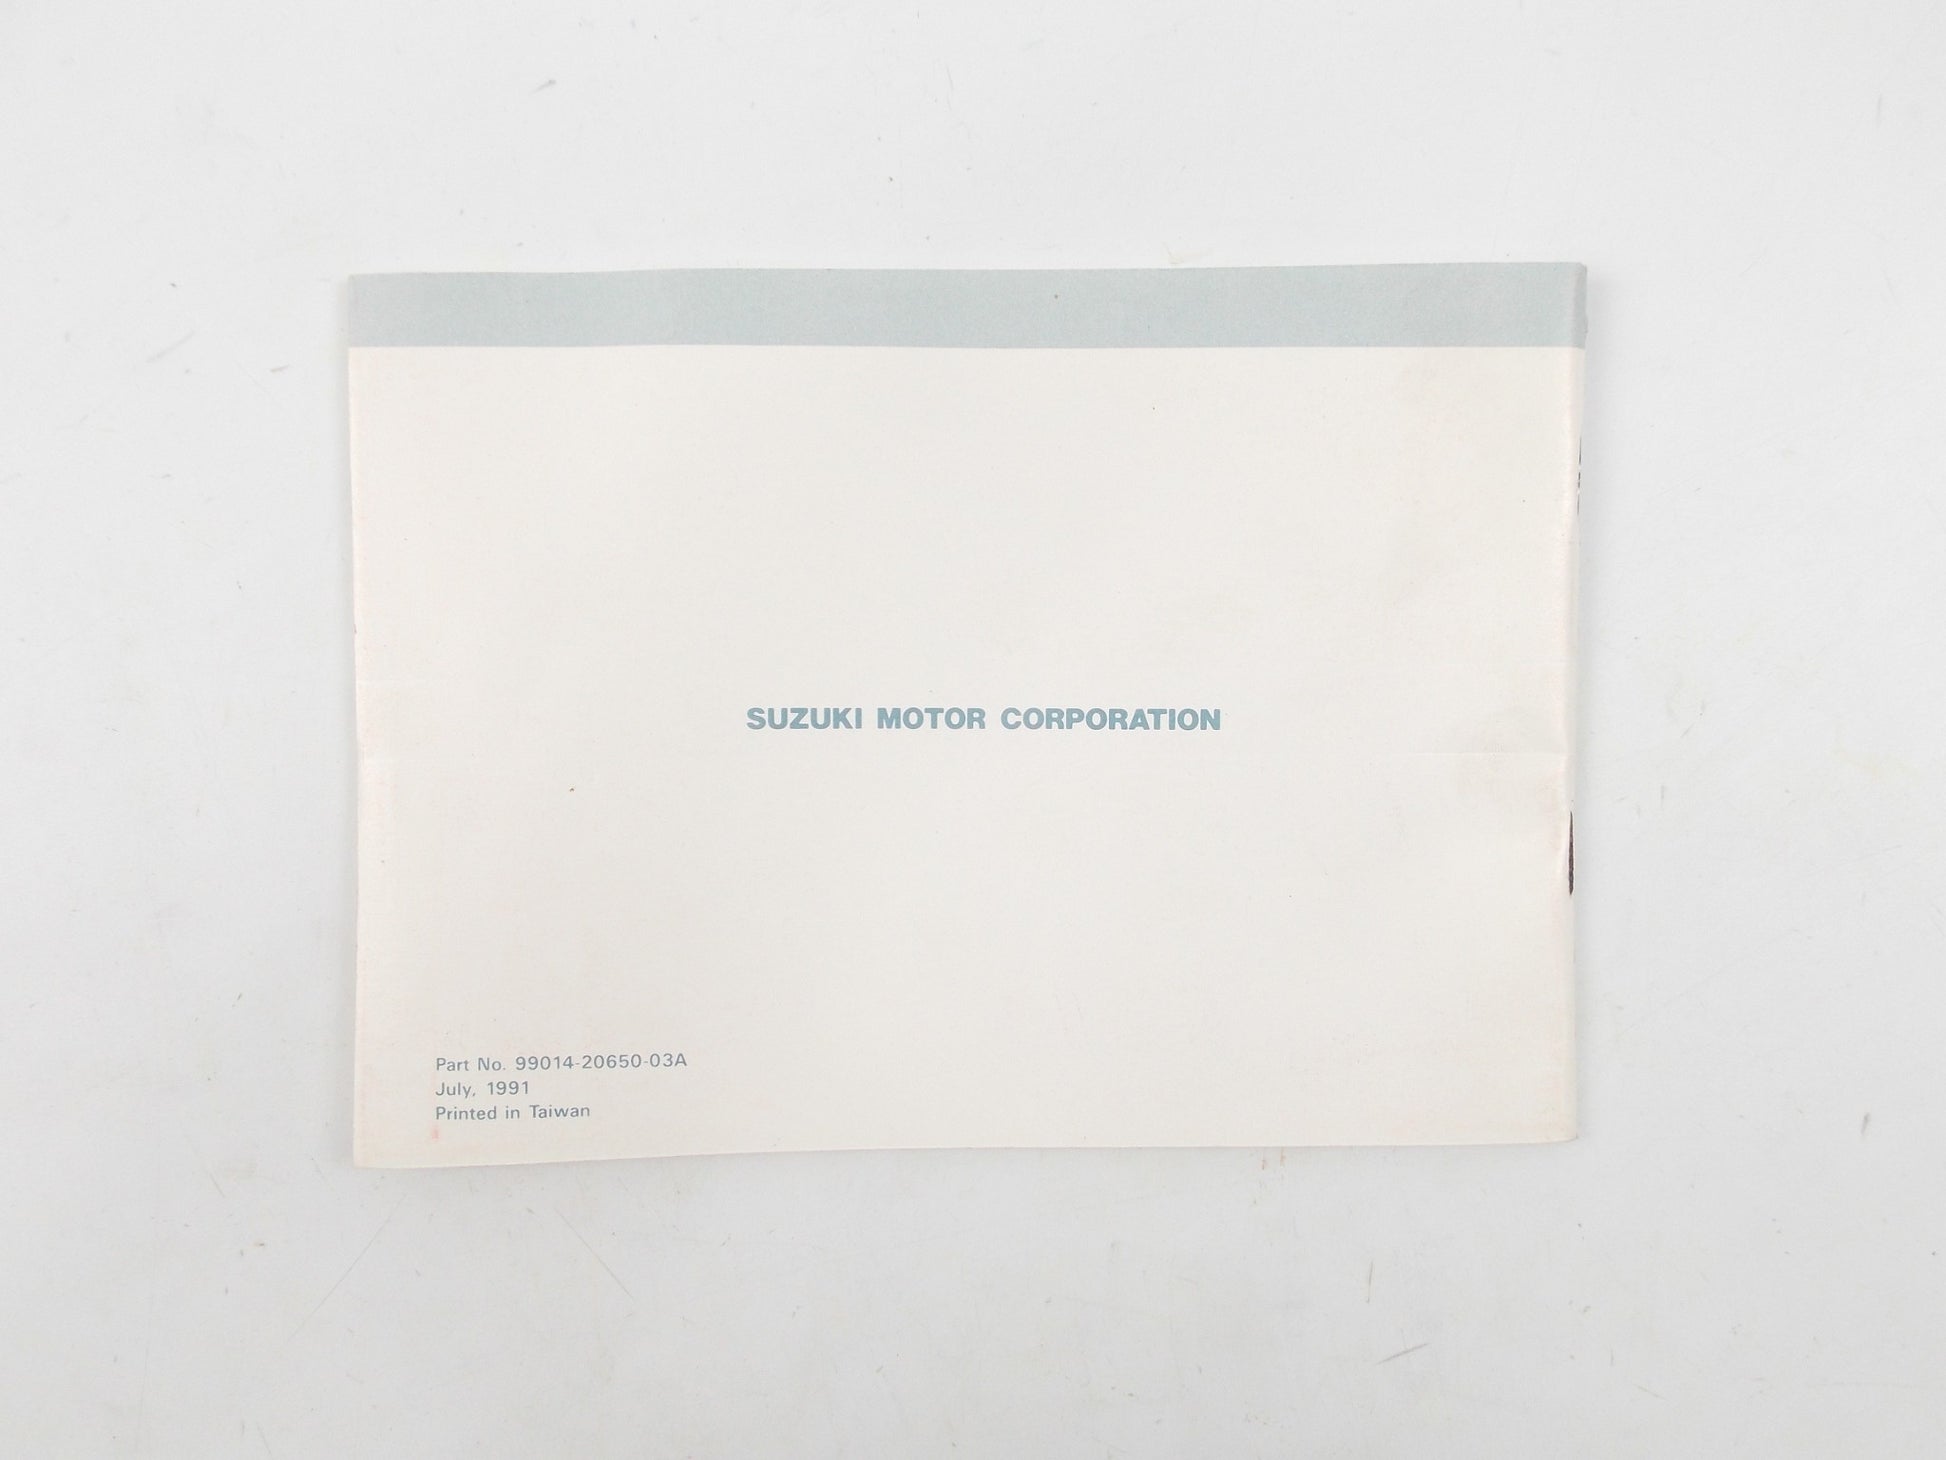 SUZUKI MOTOR CORPORATION
Part No. 99014-20650-03A
July, 1991
Printed in Taiwan